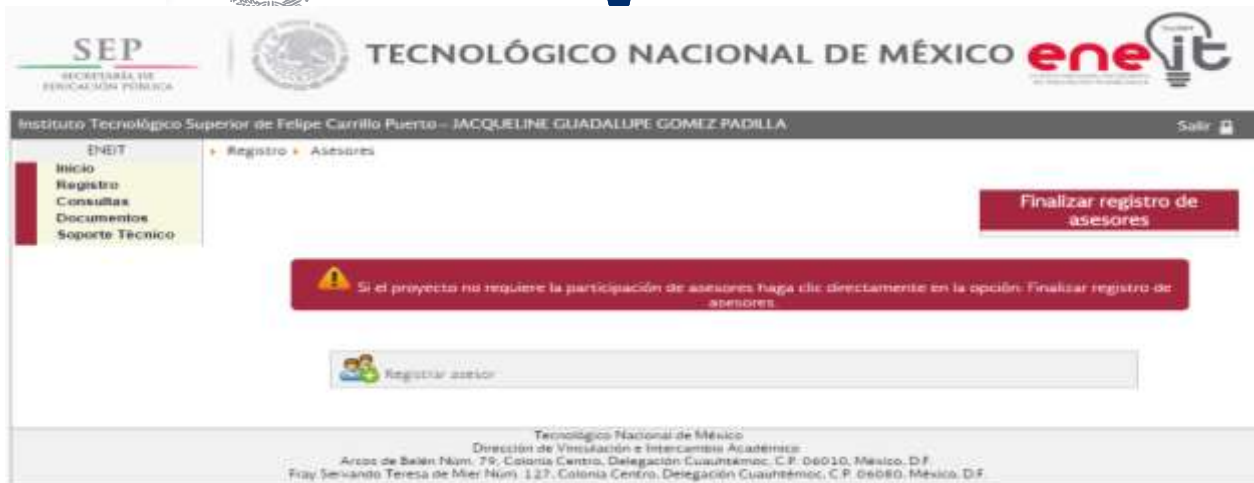 SEP
SECRETARÍA DE
EDUCACIÓN PÚBLICA
TECNOLÓGICO NACIONAL DE MÉXICO
eneit
Instituto Tecnológico Superior de Felipe Carrillo Puerto - JACQUELINE GUADALUPE GOMEZ PADILLA
Salir
ENEIT
Registro Asesores
Inicio
Registro
Consultas
Documentos
Soporte Técnico
Finalizar registro de
asesores
Si el proyecto no requiere la participación de asesores haga clic directamente en la opción: Finalizar registro de
asesores.
Registrar asesor
Tecnológico Nacional de México
Dirección de Vinculación e Intercambio Académico
Arcos de Belén Núm. 79, Colonia Centro, Delegación Cuauhtémoc, C.P. 06010, México, D.F.
Fray Servando Teresa de Mier Núm. 127, Colonia Centro, Delegación Cuauhtémoc, C.P. 06080, México, D.F.